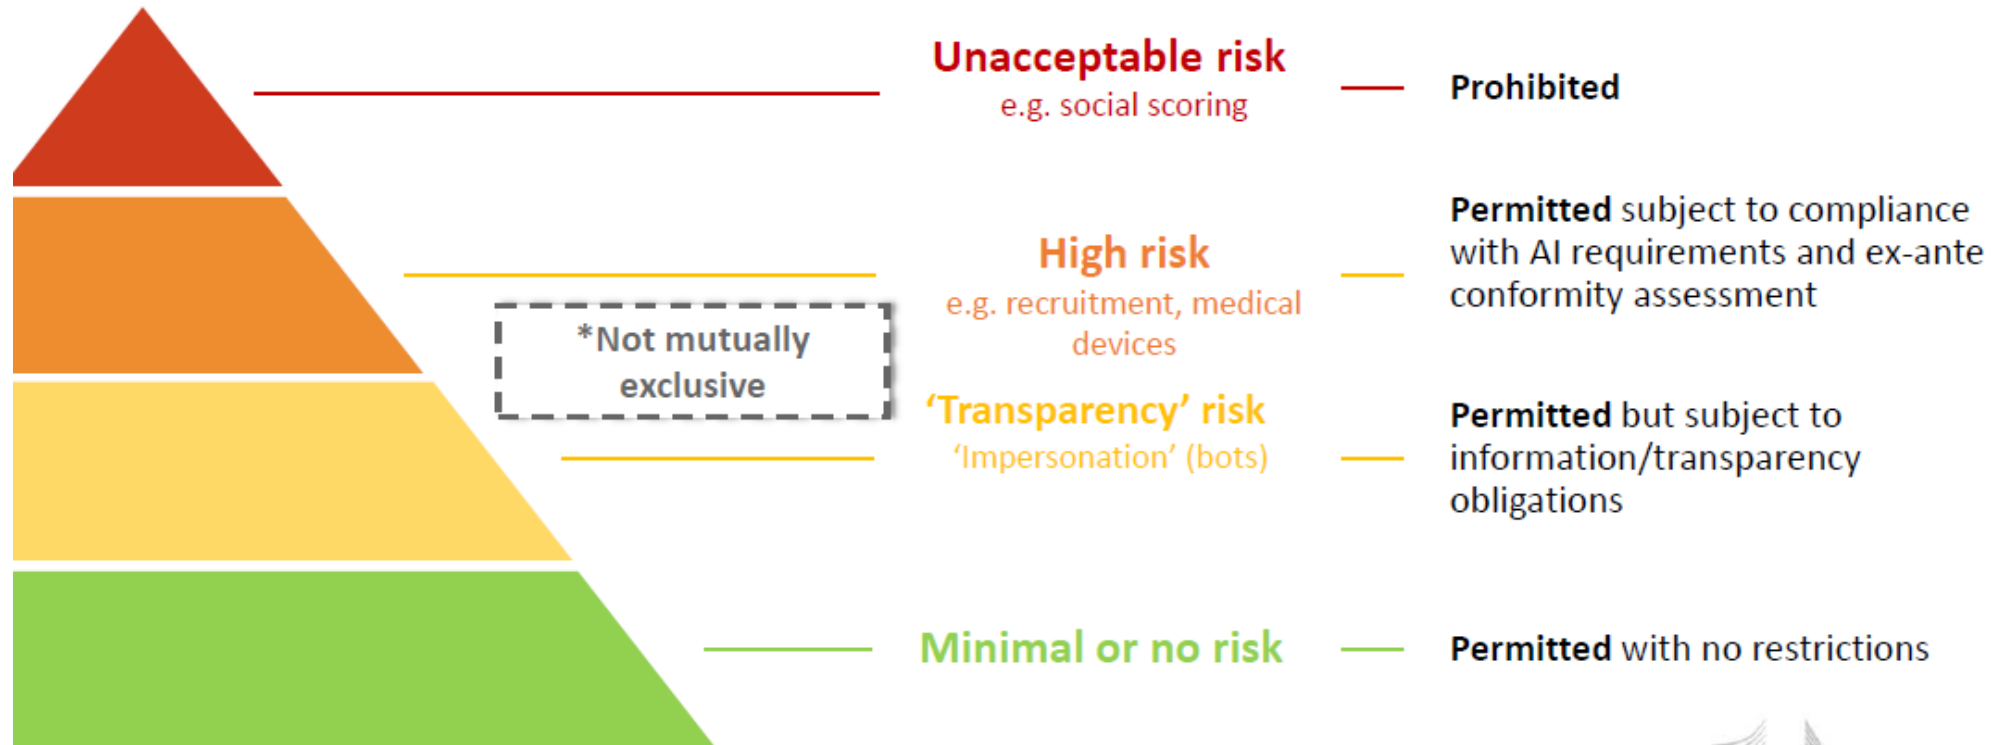 Unacceptable risk
e.g. social scoring
Prohibited
High risk
e.g. recruitment, medical
devices
Permitted subject to compliance
with AI requirements and ex-ante
conformity assessment
*Not mutually
exclusive
‘Transparency’ risk
‘Impersonation’ (bots)
Permitted but subject to
information/transparency
obligations
Minimal or no risk
Permitted with no restrictions